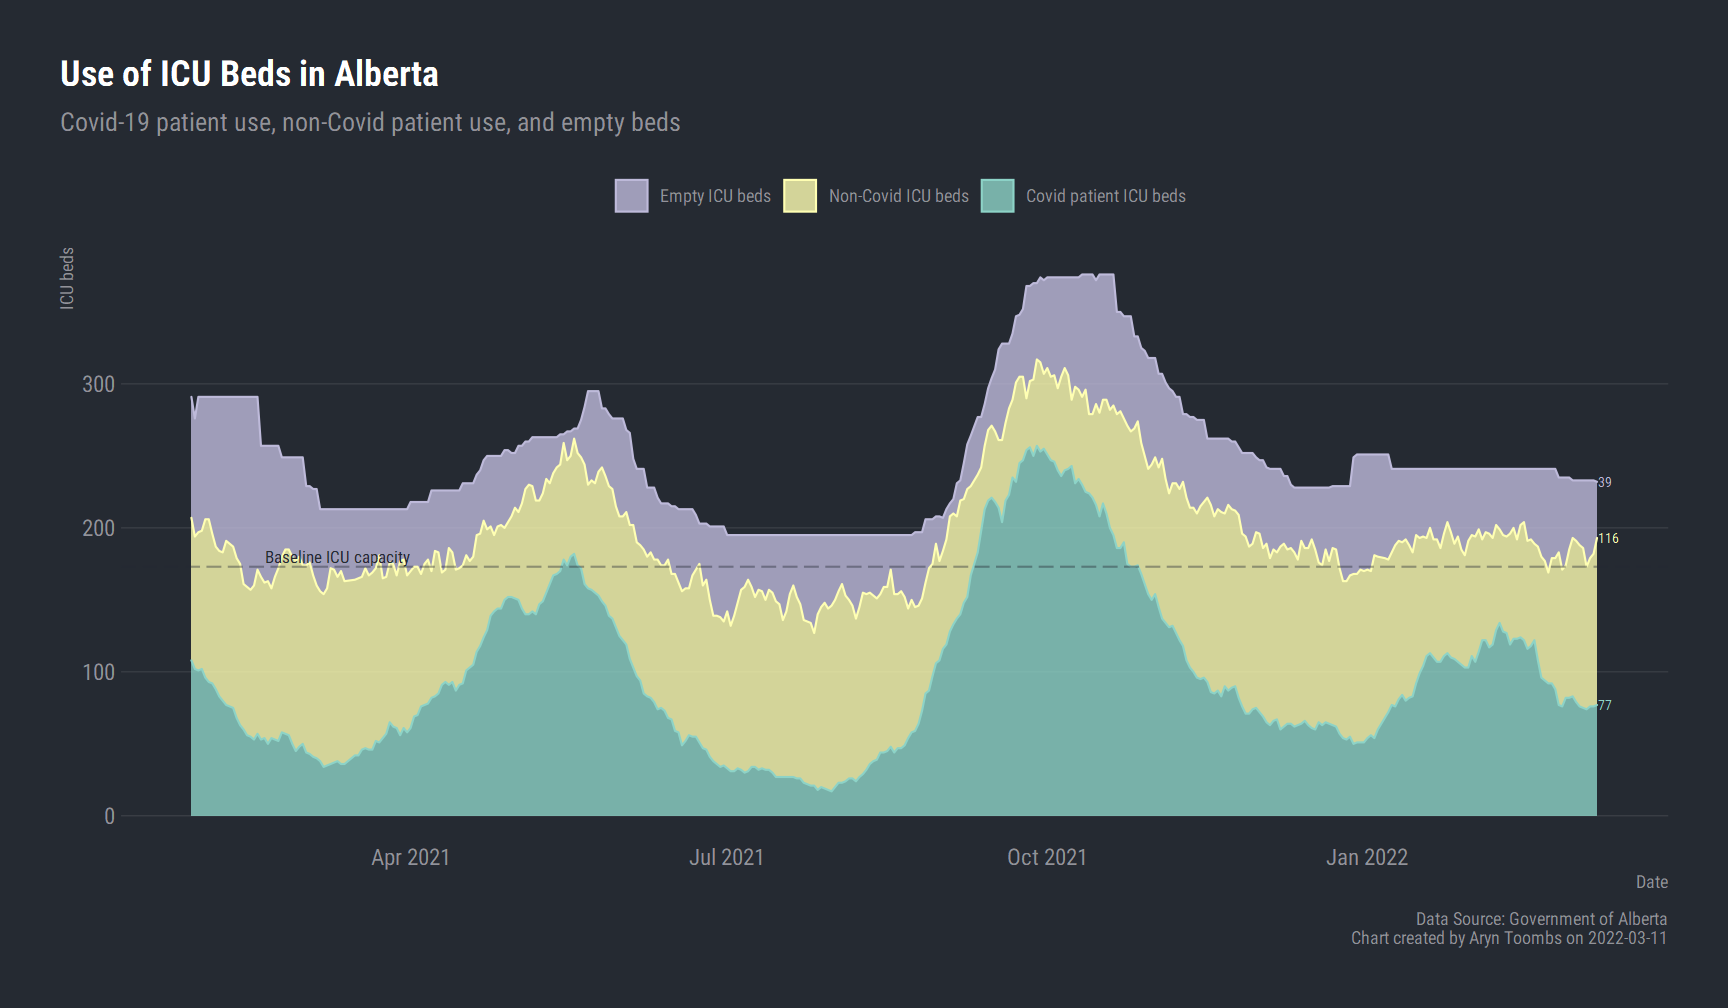 Use of ICU Beds in Alberta
Covid-19 patient use, non-Covid patient use, and empty beds
Empty ICU beds
Non-Covid ICU beds
Covid patient ICU beds
ICU beds
300
200
100
0
Baseline ICU capacity
39
116
77
Apr 2021
Jul 2021
Oct 2021
Jan 2022
Date
Data Source: Government of Alberta
Chart created by Aryn Toombs on 2022-03-11